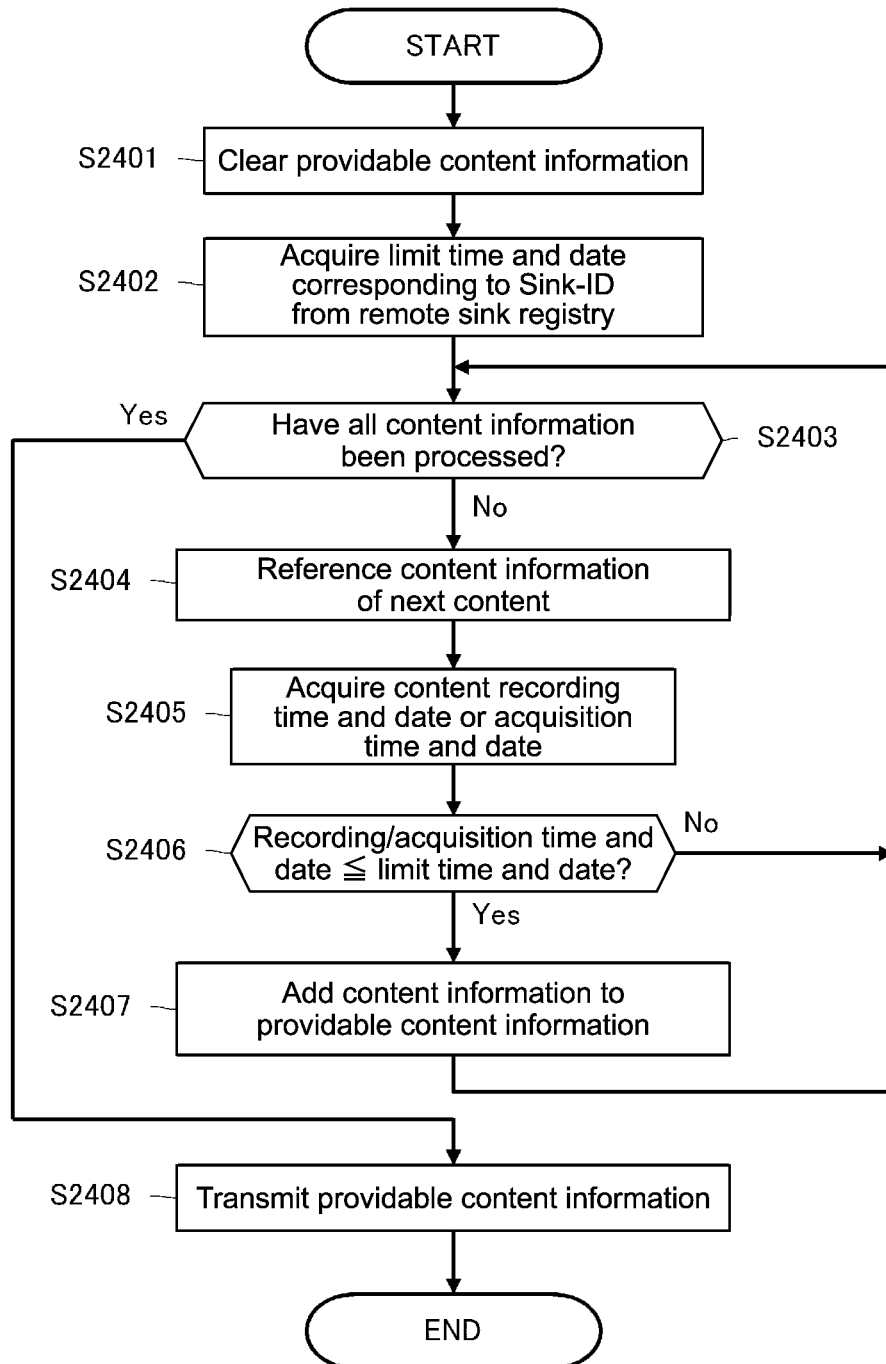 START
S2401
Clear providable content information
S2402
Acquire limit time and date
corresponding to Sink-ID
from remote sink registry
Yes
Have all content information
been processed?
S2403
No
S2404
Reference content information
of next content
S2405
Acquire content recording
time and date or acquisition
time and date
S2406
Recording/acquisition time and
date ≦ limit time and date?
No
Yes
S2407
Add content information to
providable content information
S2408
Transmit providable content information
END